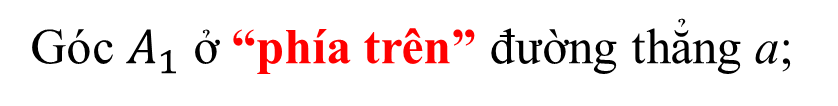 Góc A₁ ở “phía trên” đường thẳng a;